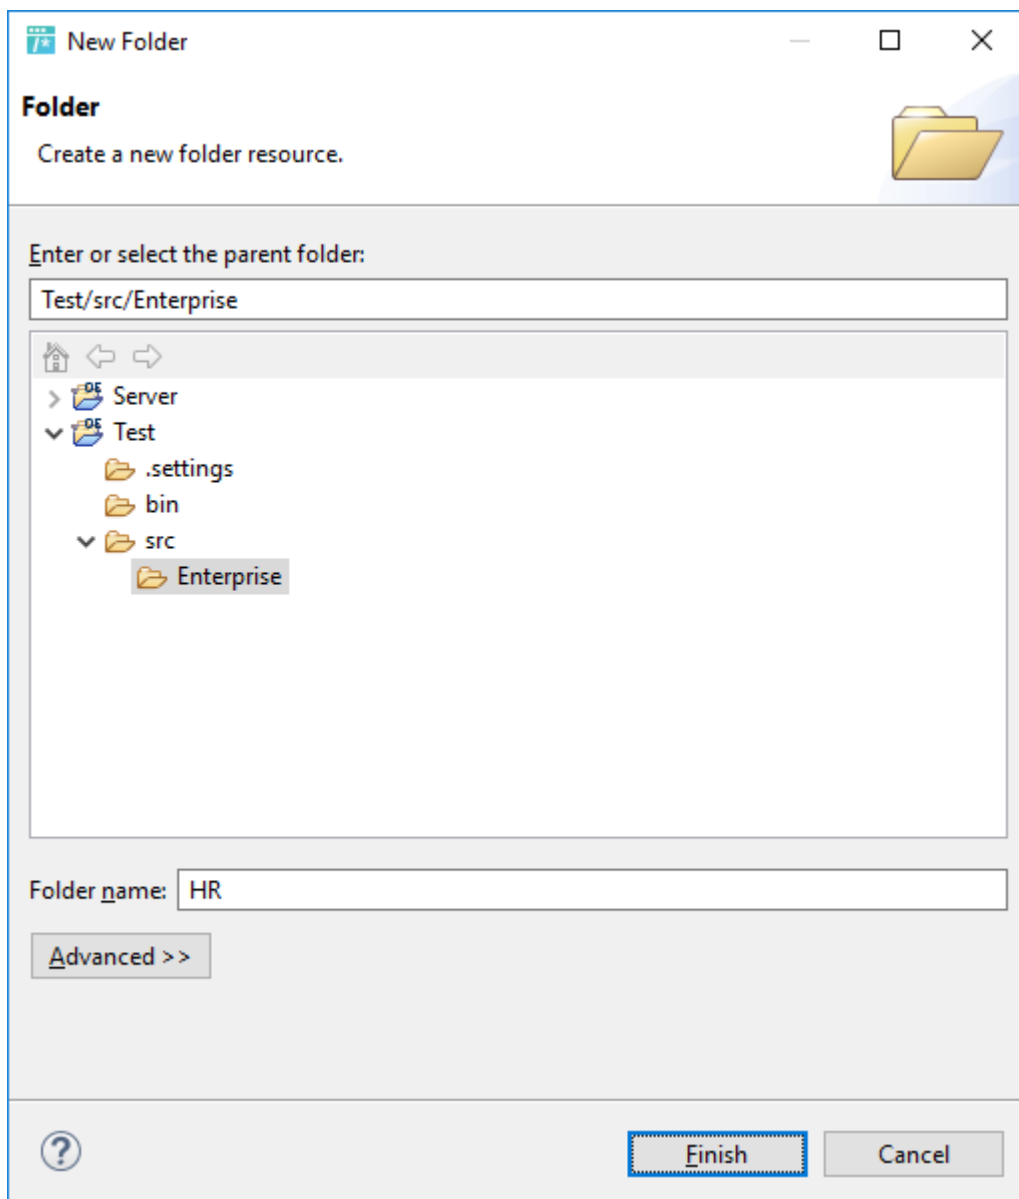 New Folder
Folder
Create a new folder resource.
Enter or select the parent folder:
Test/src/Enterprise
Server
Test
.settings
bin
src
Enterprise
Folder name: HR
Advanced >>
Finish Cancel